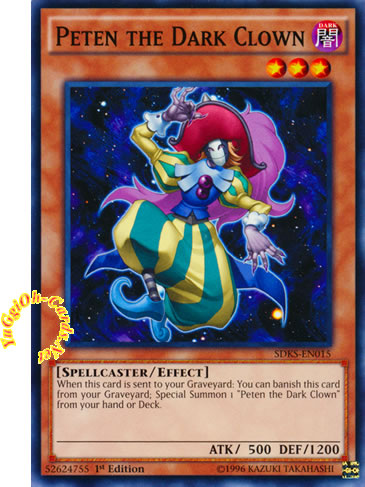 PETEN THE DARK CLOWN
DARK
闇
YuGgiOh-Cards.Net
SDKS-EN015
[SPELLCASTER/EFFECT]
When this card is sent to your Graveyard: You can banish this
card from your Graveyard; Special Summon 1 "Peten the Dark Clown"
from your hand or Deck.
ATK/ 500 DEF/1200
52624755 1st Edition
©1996 KAZUKI TAKAHASHI